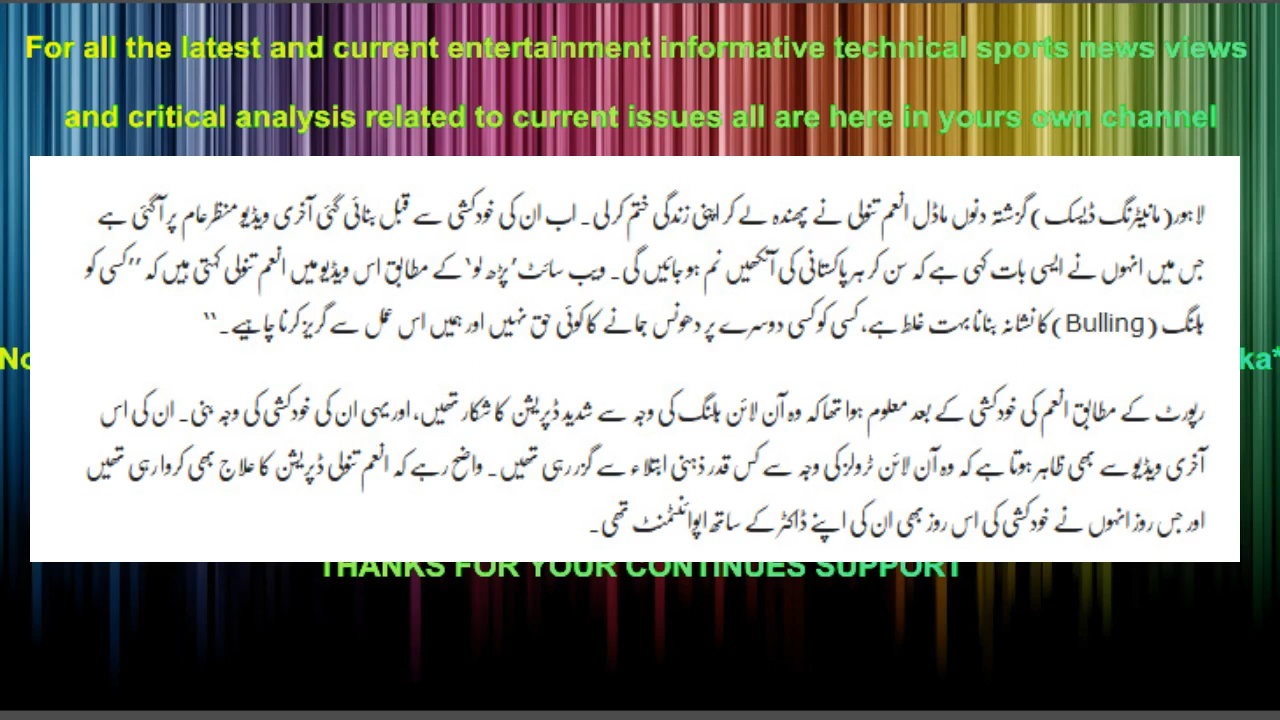 For all the latest and current entertainment informative technical sports news views
and critical analysis related to current issues all are here in yours own channel
لاہور(مانیٹرنگ ڈیسک)گزشتہ دنوں ماڈل انعم تنولی نے پھندہ لے کر اپنی زندگی ختم کرلی۔ اب ان کی خودکشی سے قبل بنائی گئی آخری ویڈیو منظرعام پر آگئی ہے
جس میں انہوں نے ایسی بات کہی ہے کہ سن کر ہر پاکستانی کی آنکھیں نم ہو جائیں گی۔ ویب سائٹ ’پڑھ لو‘ کے مطابق اس ویڈیو میں انعم تنولی کہتی ہیں کہ ’’کسی کو
بلنگ (Bulling)کا نشانہ بنانا بہت غلط ہے، کسی کو کسی دوسرے پر دھونس جمانے کا کوئی حق نہیں اور ہمیں اس عمل سے گریز کرنا چاہیے۔‘‘
No
ka*
رپورٹ کے مطابق انعم کی خودکشی کے بعد معلوم ہوا تھا کہ وہ آن لائن بلنگ کی وجہ سے شدید ڈپریشن کا شکار تھیں، اور یہی ان کی خودکشی کی وجہ بنی۔ ان کی اس
آخری ویڈیو سے بھی ظاہر ہوتا ہے کہ وہ آن لائن ٹرولز کی وجہ سے کس قدر ذہنی ابتلاء سے گزر رہی تھیں۔ واضح رہے کہ انعم تنولی ڈپریشن کا علاج بھی کروا رہی تھیں
اور جس روز انہوں نے خودکشی کی اس روز بھی ان کی اپنے ڈاکٹر کے ساتھ اپوائنٹمنٹ تھی۔
THANKS FOR YOUR CONTINUES SUPPORT